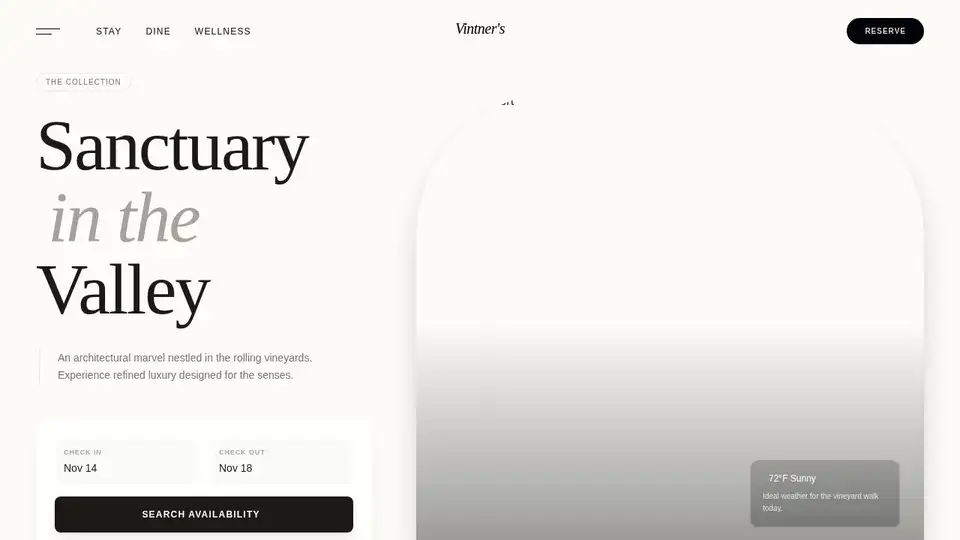 STAY DINE WELLNESS
Vintner's
RESERVE
THE COLLECTION
Sanctuary
in the
Valley
An architectural marvel nestled in the rolling vineyards.
Experience refined luxury designed for the senses.
CHECK IN
Nov 14
CHECK OUT
Nov 18
SEARCH AVAILABILITY
72°F Sunny
Ideal weather for the vineyard walk
today.